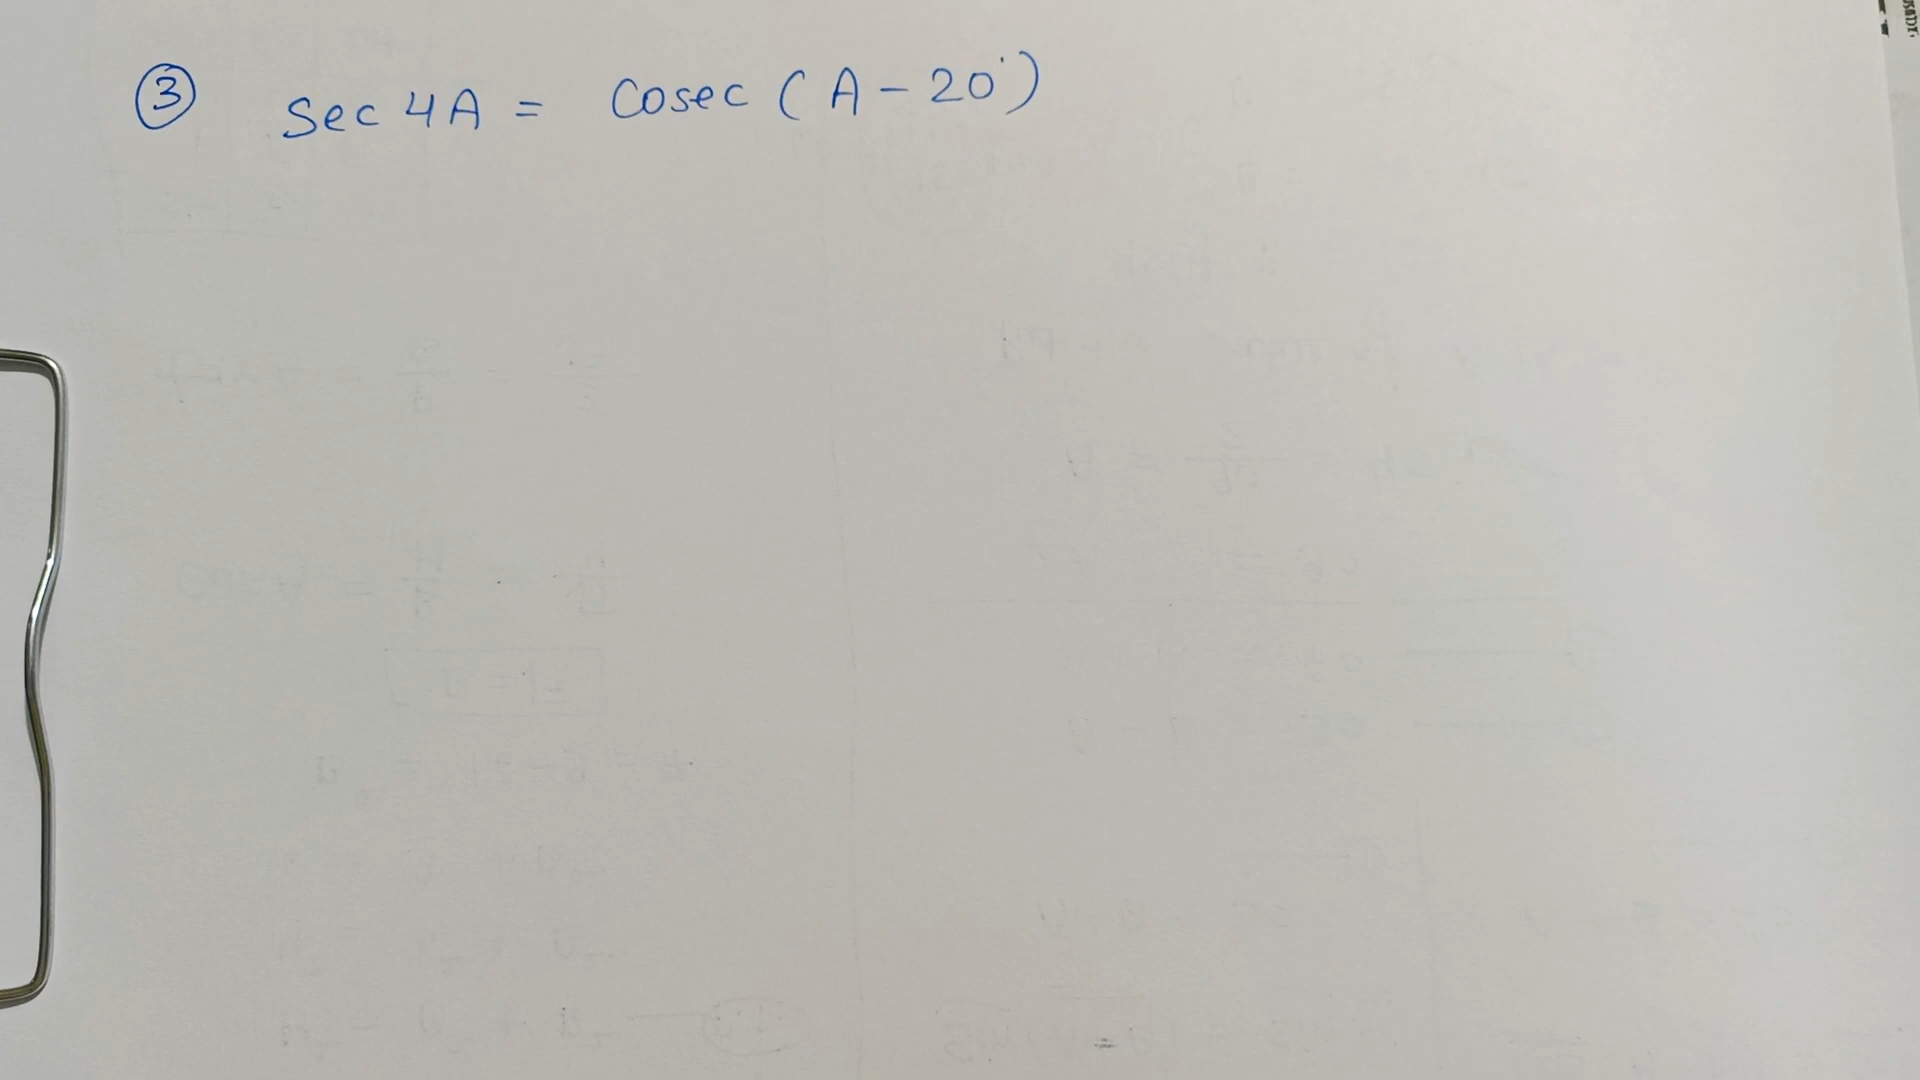 ③ Sec 4A = Cosec (A - 20°)